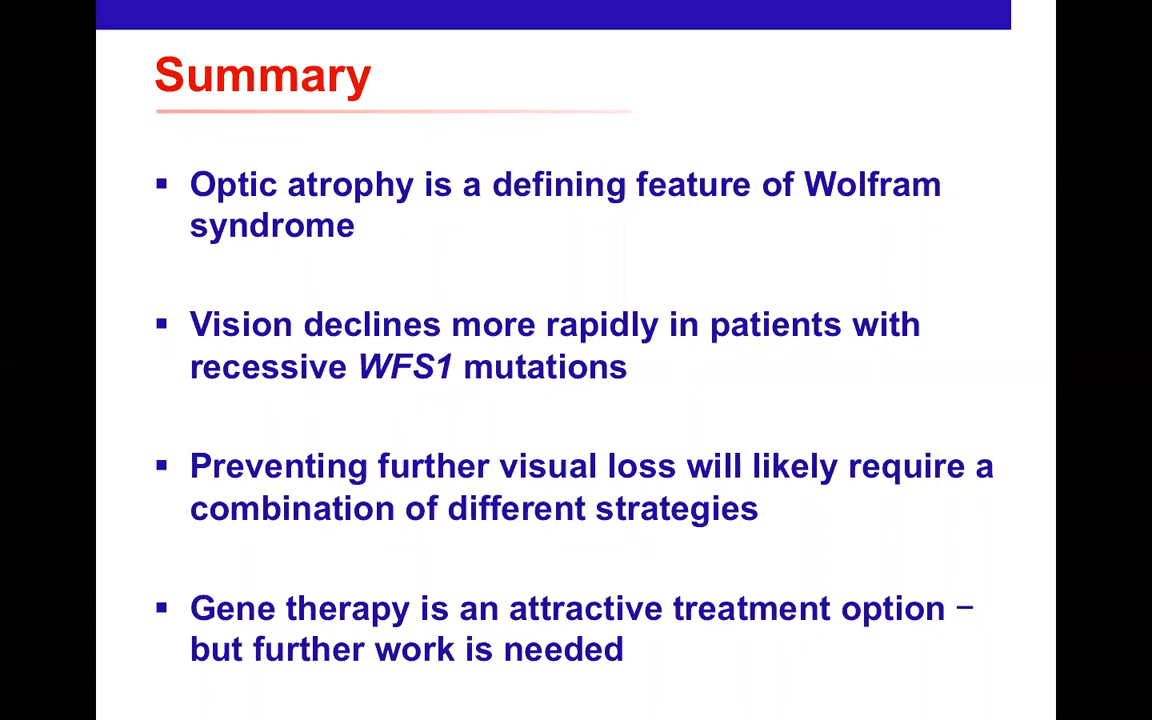 Summary
▪ Optic atrophy is a defining feature of Wolfram
syndrome
▪ Vision declines more rapidly in patients with
recessive WFS1 mutations
▪ Preventing further visual loss will likely require a
combination of different strategies
▪ Gene therapy is an attractive treatment option −
but further work is needed